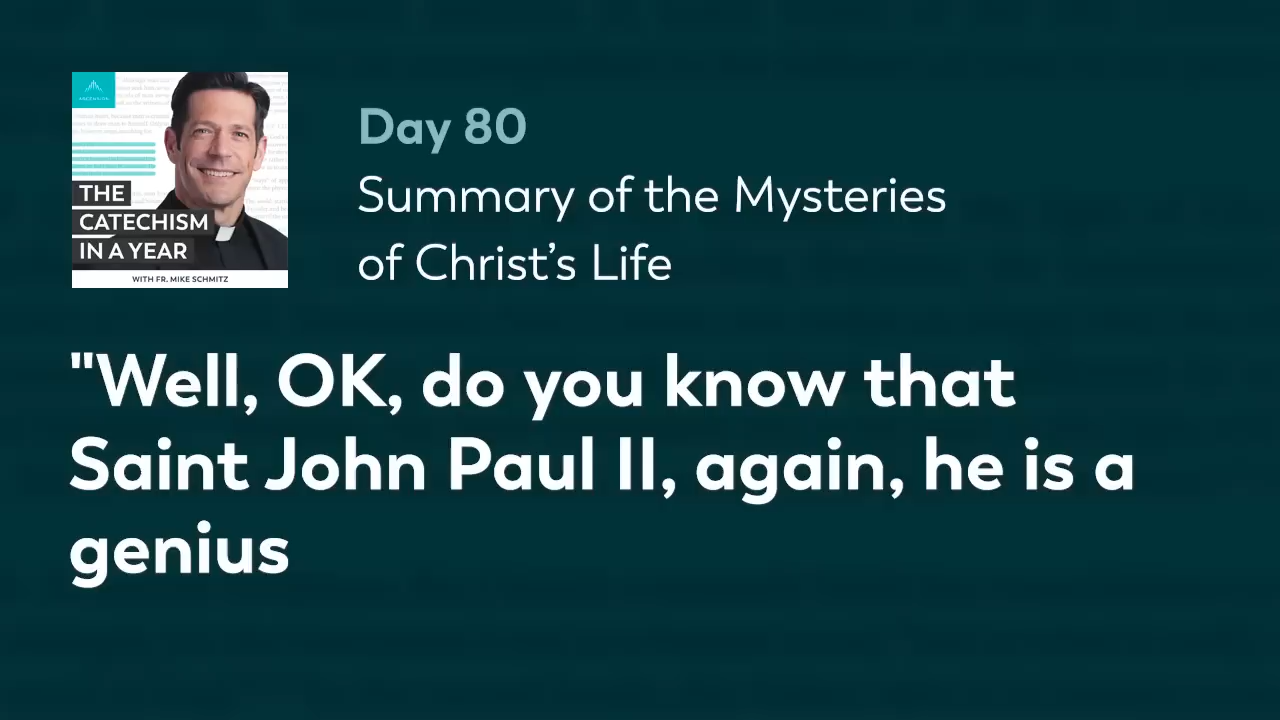 ASCENSION
THE
CATECHISM
IN A YEAR
WITH FR. MIKE SCHMITZ
Day 80
Summary of the Mysteries
of Christ’s Life
"Well, OK, do you know that
Saint John Paul II, again, he is a
genius